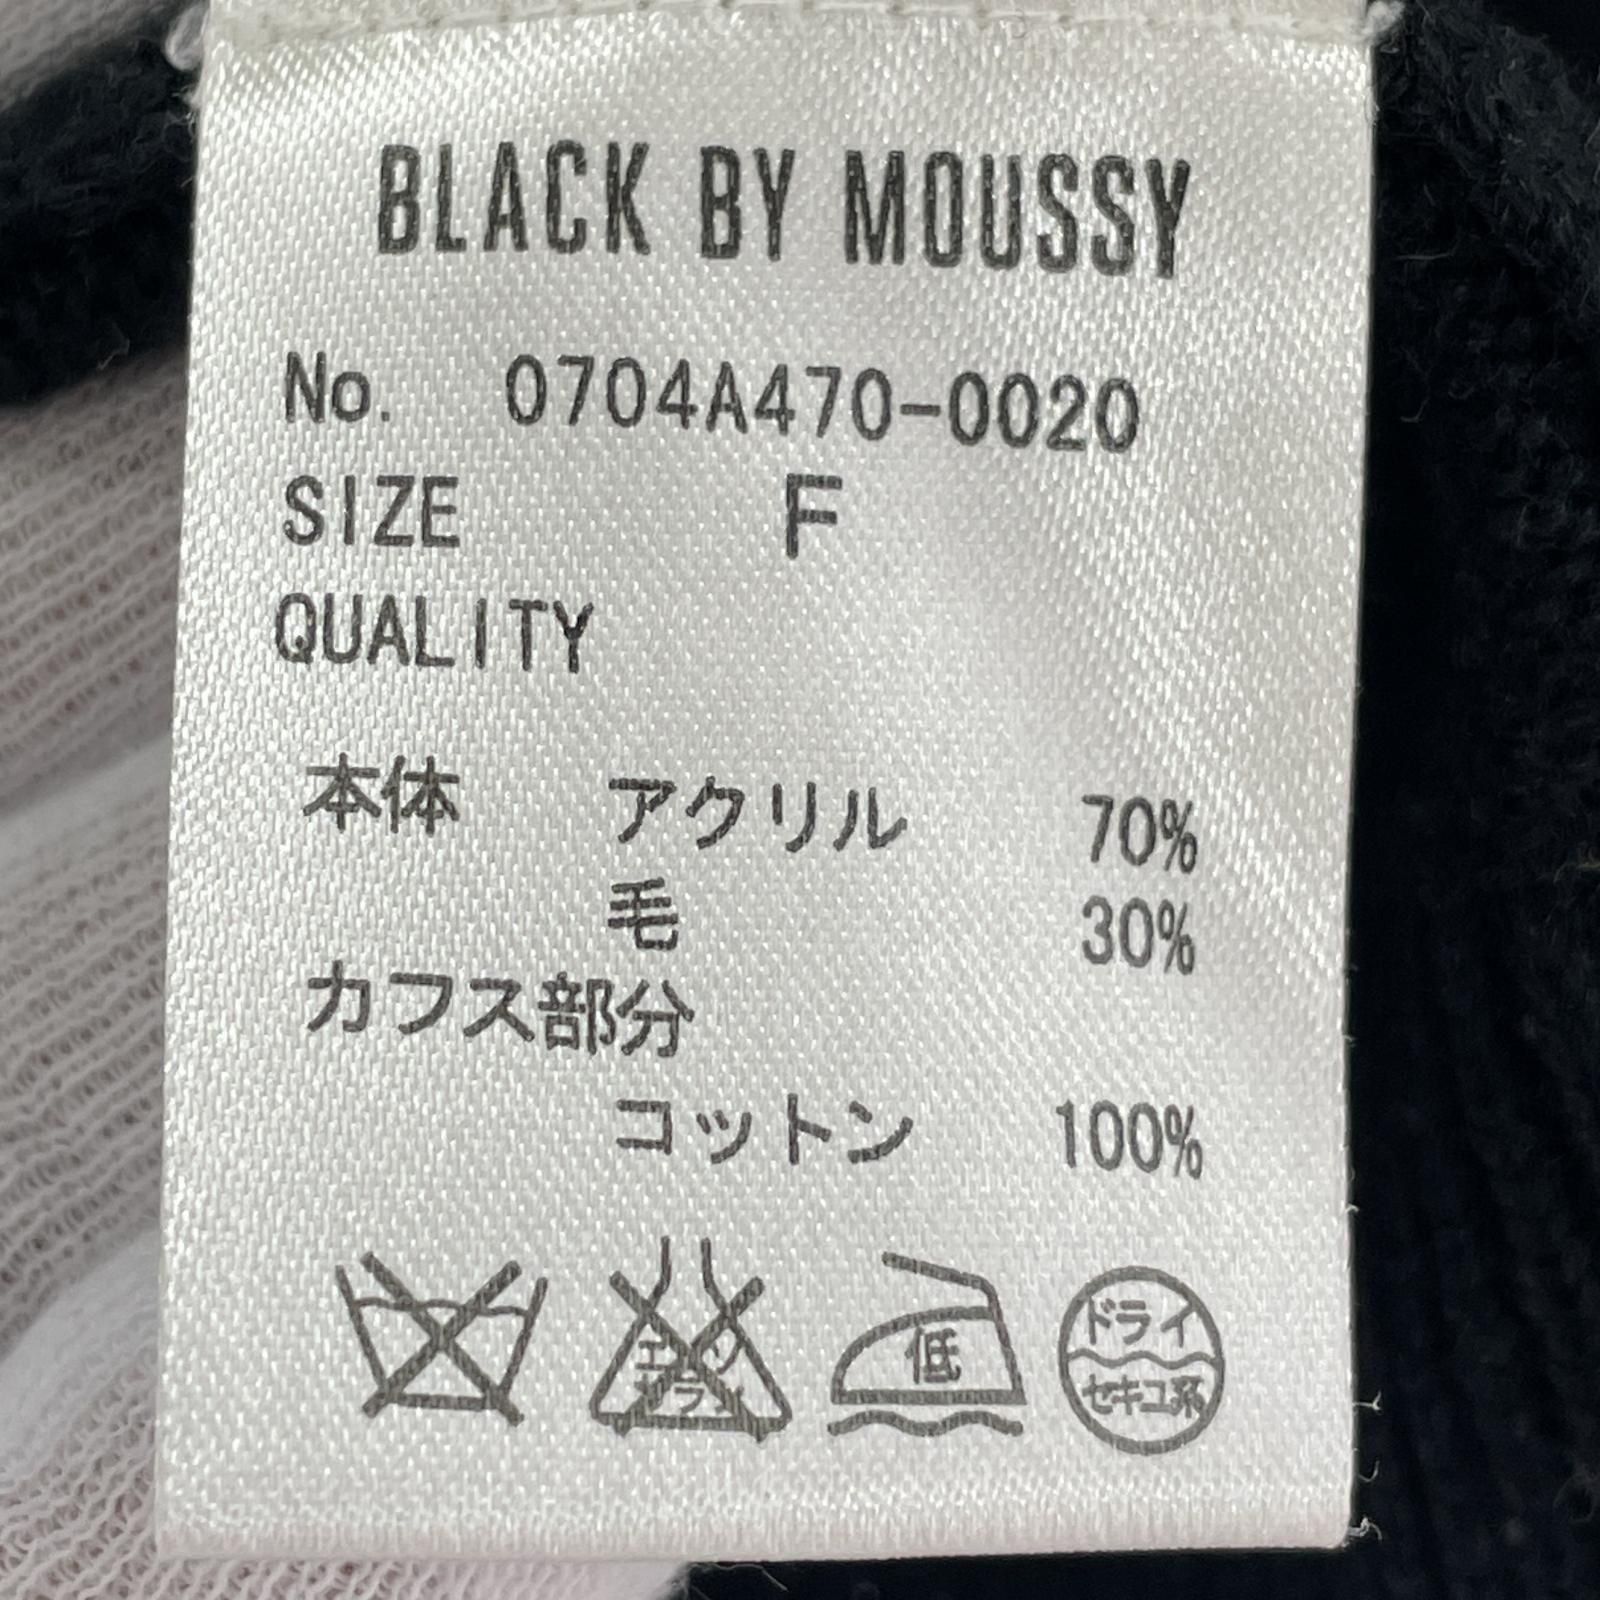 BLACK BY MOUSSY
No. 0704A470-0020
SIZE F
QUALITY
本体 アクリル 70%
毛 30%
カフス部分
コットン 100%
低
ドライ
セキユ系